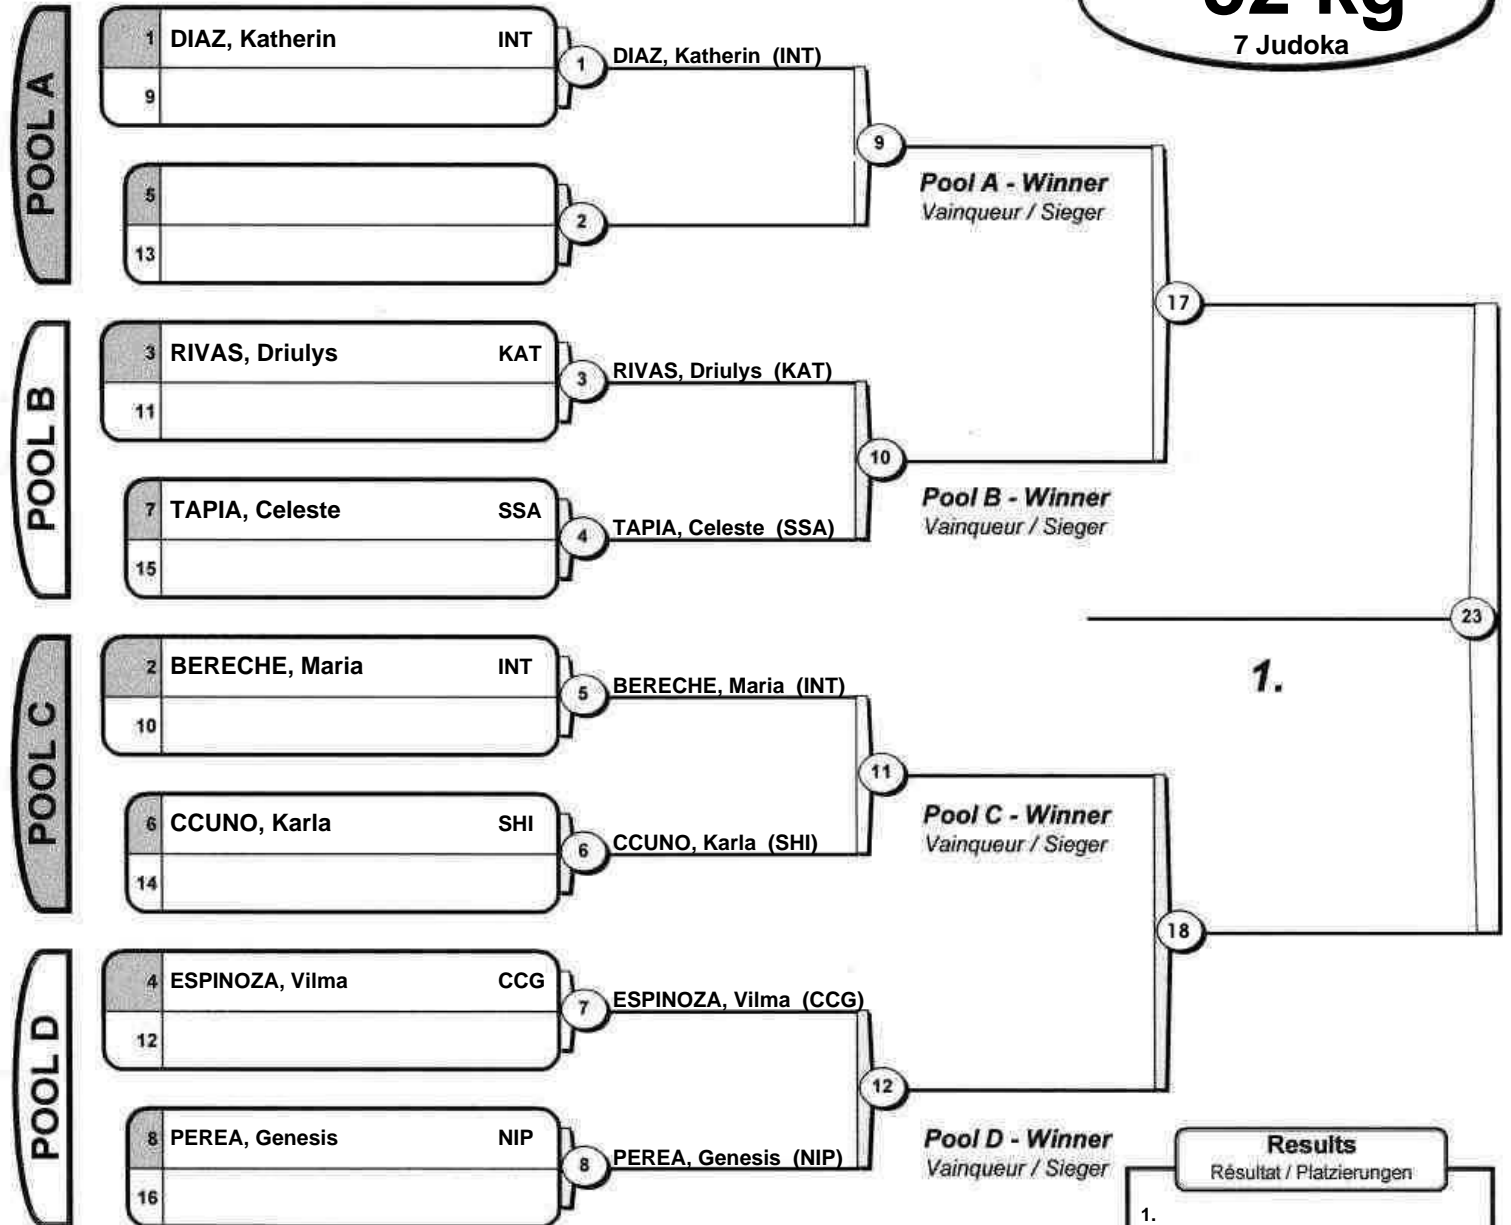 kg
7 Judoka
POOL A
1 DIAZ, Katherin INT
9
1 DIAZ, Katherin (INT)
5
13
2
9
Pool A - Winner
Vainqueur / Sieger
POOL B
3 RIVAS, Driulys KAT
11
3 RIVAS, Driulys (KAT)
7 TAPIA, Celeste SSA
15
4 TAPIA, Celeste (SSA)
10
Pool B - Winner
Vainqueur / Sieger
17
POOL C
2 BERECHE, Maria INT
10
5 BERECHE, Maria (INT)
6 CCUNO, Karla SHI
14
6 CCUNO, Karla (SHI)
11
Pool C - Winner
Vainqueur / Sieger
23
1.
POOL D
4 ESPINOZA, Vilma CCG
12
7 ESPINOZA, Vilma (CCG)
8 PEREA, Genesis NIP
16
8 PEREA, Genesis (NIP)
12
Pool D - Winner
Vainqueur / Sieger
18
Results
Résultat / Platzierungen
1.